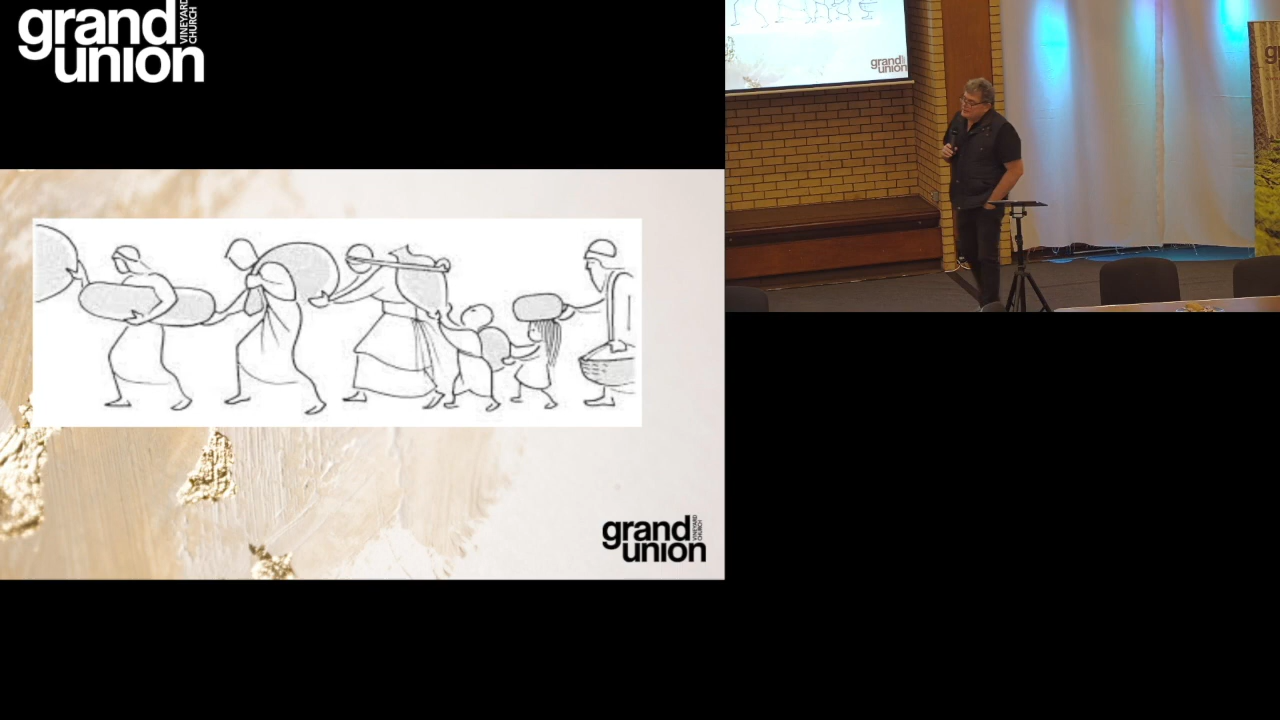 grand
union
VINEYARD
CHURCH
grand
union
g
grand
union
VINEYARD
CHURCH